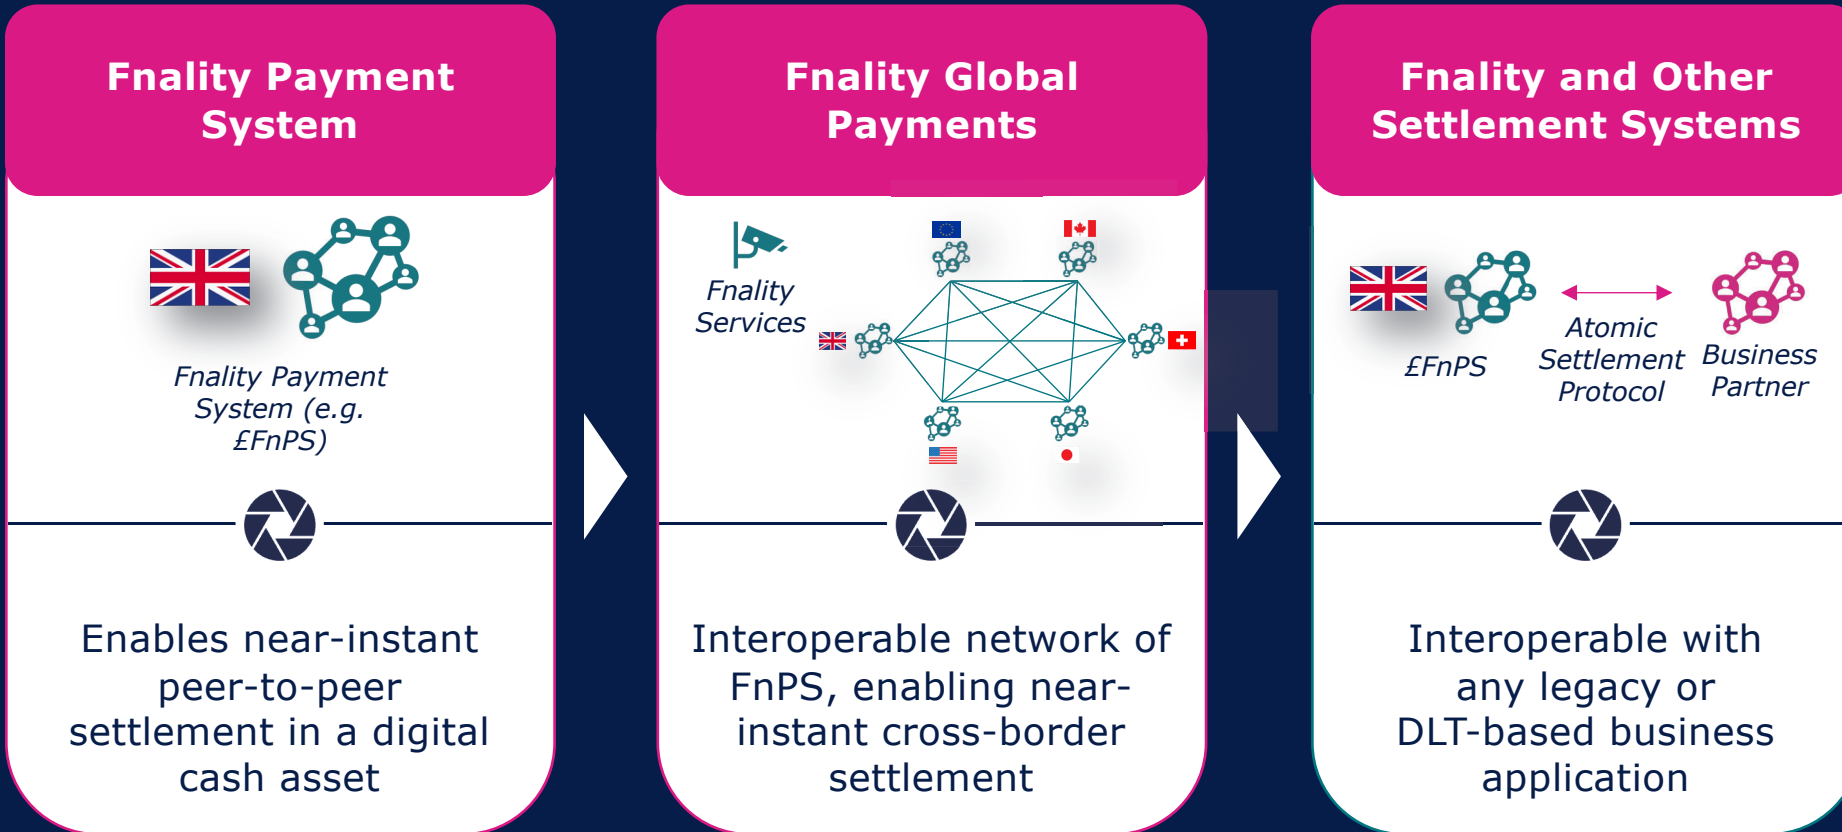 Fnality Payment
System
Fnality Payment
System (e.g.
£FnPS)
Enables near-instant
peer-to-peer
settlement in a digital
cash asset
Fnality Global
Payments
Fnality
Services
Interoperable network of
FnPS, enabling near-
instant cross-border
settlement
Fnality and Other
Settlement Systems
£FnPS
Atomic
Settlement
Protocol
Business
Partner
Interoperable with
any legacy or
DLT-based business
application